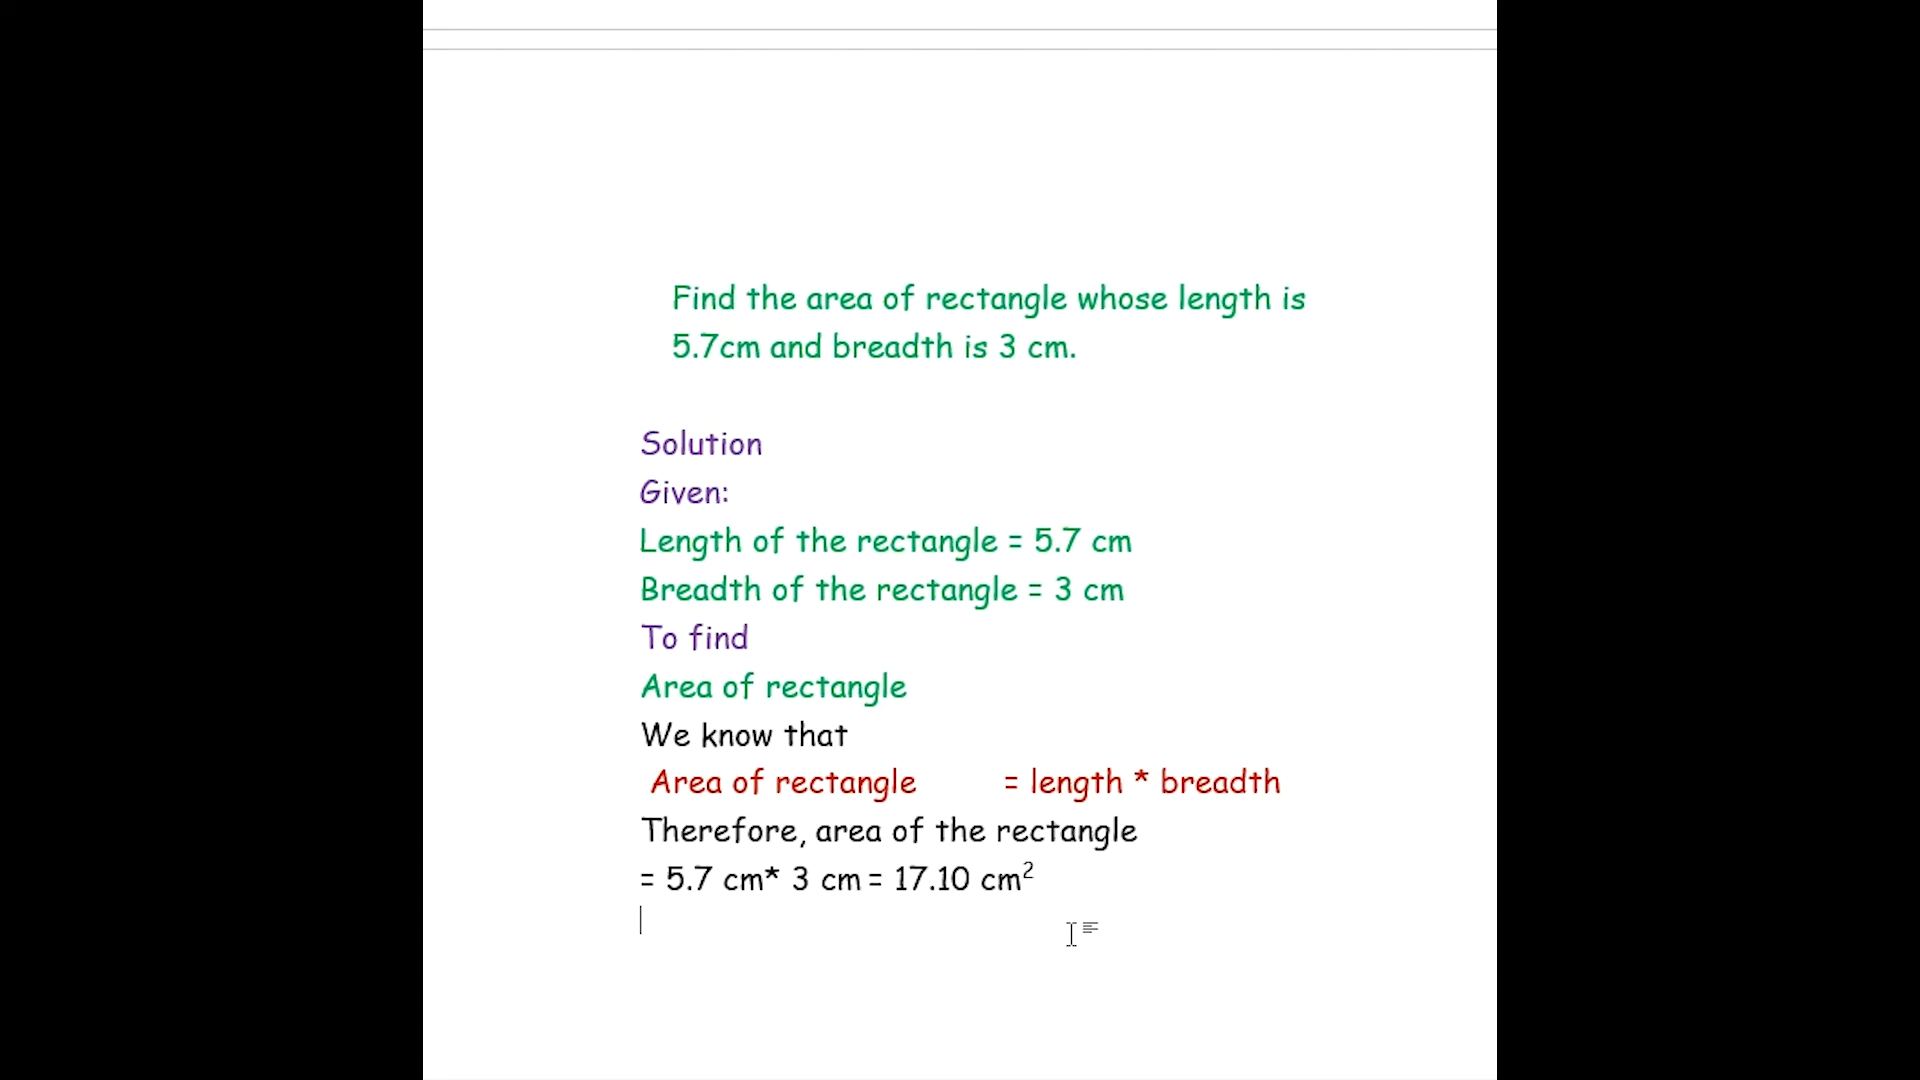 Find the area of rectangle whose length is
5.7cm and breadth is 3 cm.
Solution
Given:
Length of the rectangle = 5.7 cm
Breadth of the rectangle = 3 cm
To find
Area of rectangle
We know that
Area of rectangle = length * breadth
Therefore, area of the rectangle
= 5.7 cm* 3 cm = 17.10 cm²